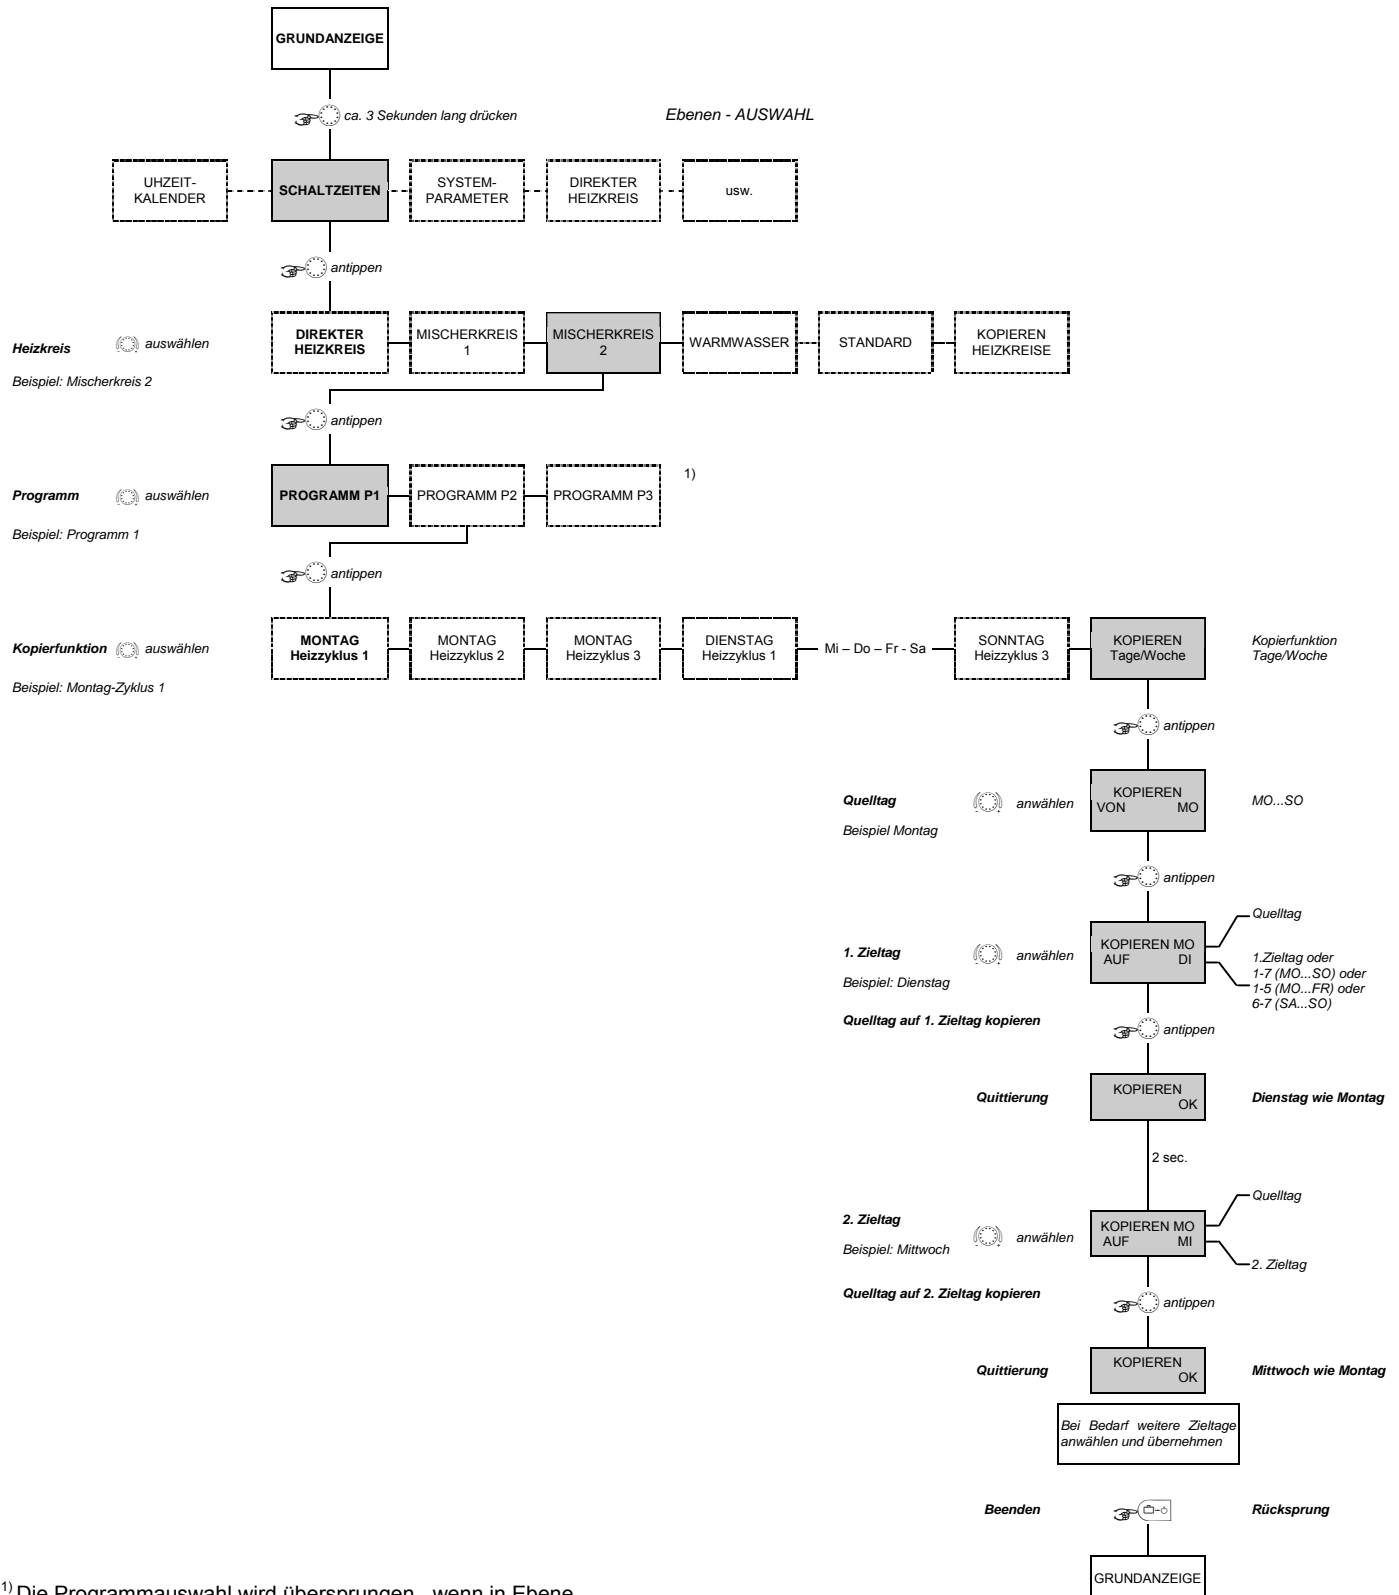 GRUNDANZEIGE
ca. 3 Sekunden lang drücken
Ebenen - AUSWAHL
UHZEIT-
KALENDER
SCHALTZEITEN
SYSTEM-
PARAMETER
DIREKTER
HEIZKREIS
usw.
antippen
Heizkreis
auswählen
Beispiel: Mischerkreis 2
DIREKTER
HEIZKREIS
MISCHERKREIS
1
MISCHERKREIS
2
WARMWASSER
STANDARD
KOPIEREN
HEIZKREISE
antippen
Programm
auswählen
Beispiel: Programm 1
PROGRAMM P1
PROGRAMM P2
PROGRAMM P3
1)
antippen
Kopierfunktion
auswählen
Beispiel: Montag-Zyklus 1
MONTAG
Heizzyklus 1
MONTAG
Heizzyklus 2
MONTAG
Heizzyklus 3
DIENSTAG
Heizzyklus 1
Mi – Do – Fr - Sa
SONNTAG
Heizzyklus 3
KOPIEREN
Tage/Woche
Kopierfunktion
Tage/Woche
antippen
Quelltag
anwählen
Beispiel Montag
KOPIEREN
VON MO
MO...SO
antippen
1. Zieltag
anwählen
Beispiel: Dienstag
KOPIEREN MO
AUF DI
Quelltag
1.Zieltag oder
1-7 (MO...SO) oder
1-5 (MO...FR) oder
6-7 (SA...SO)
Quelltag auf 1. Zieltag kopieren
antippen
Quittierung
KOPIEREN
OK
Dienstag wie Montag
2 sec.
2. Zieltag
anwählen
Beispiel: Mittwoch
KOPIEREN MO
AUF MI
Quelltag
2. Zieltag
Quelltag auf 2. Zieltag kopieren
antippen
Quittierung
KOPIEREN
OK
Mittwoch wie Montag
Bei Bedarf weitere Zieltage
anwählen und übernehmen
Beenden
Rücksprung
GRUNDANZEIGE
1) Die Programmauswahl wird übersprungen, wenn in Ebene